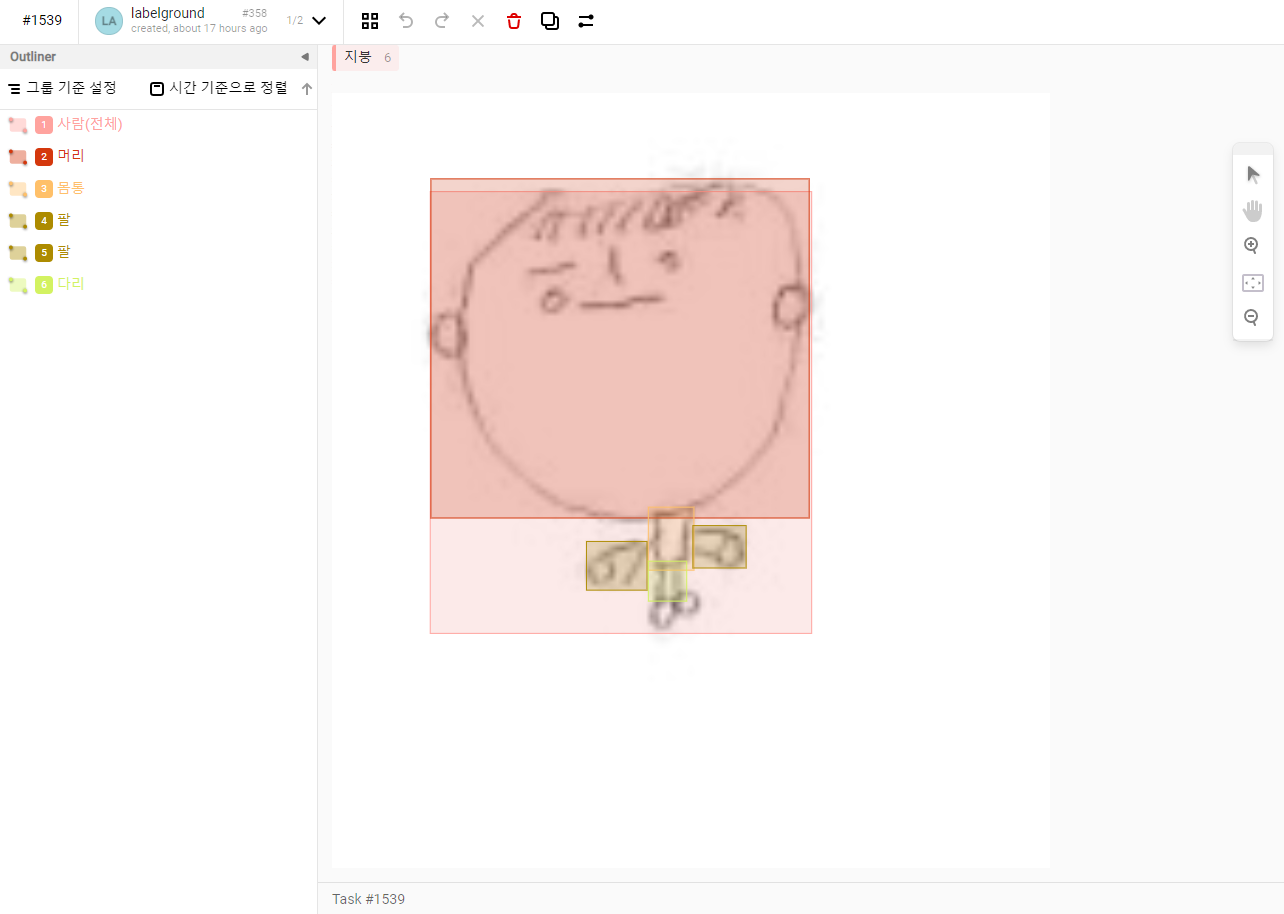 #1539
LA
labelground #358
created, about 17 hours ago
1/2
Outliner
지붕 6
그룹 기준 설정 시간 기준으로 정렬
1 사람(전체)
2 머리
3 몸통
4 팔
5 팔
6 다리
Task #1539